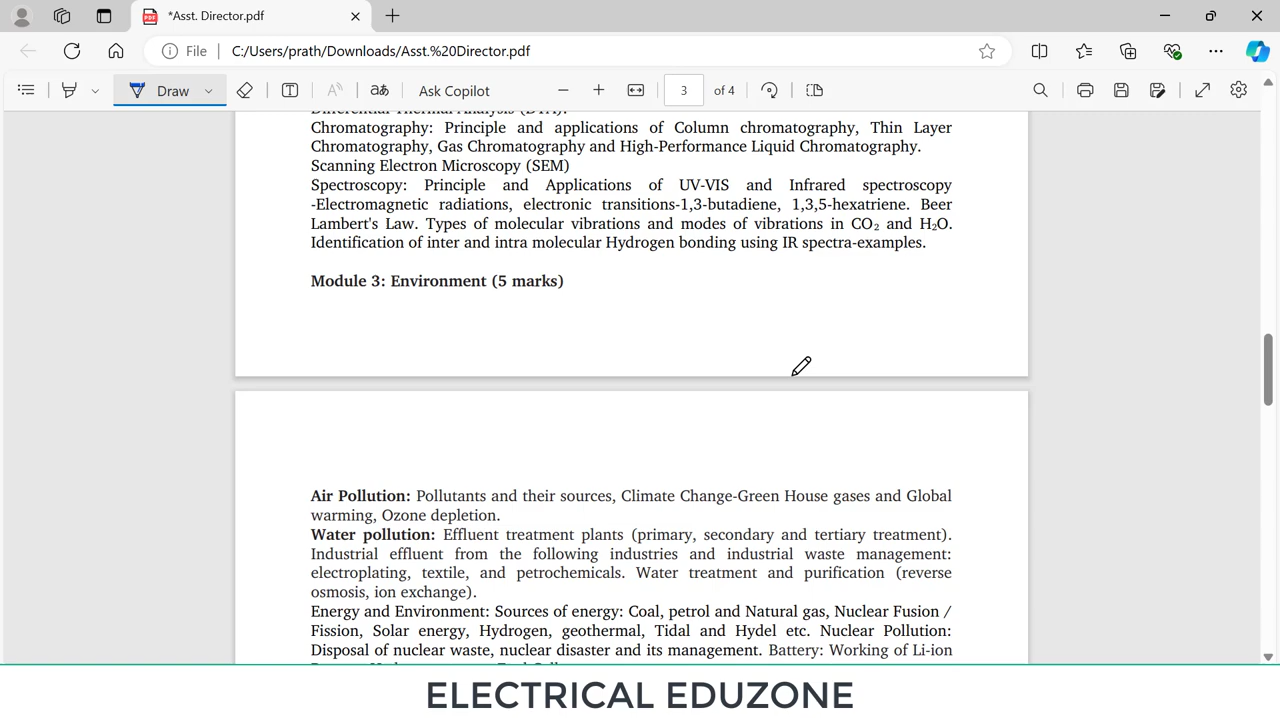 *Asst. Director.pdf
File
C:/Users/prath/Downloads/Asst.%20Director.pdf
Draw
Ask Copilot
3
of 4
Differential Thermal Analysis (DTA).
Chromatography: Principle and applications of Column chromatography, Thin Layer
Chromatography, Gas Chromatography and High-Performance Liquid Chromatography.
Scanning Electron Microscopy (SEM)
Spectroscopy: Principle and Applications of UV-VIS and Infrared spectroscopy
-Electromagnetic radiations, electronic transitions-1,3-butadiene, 1,3,5-hexatriene. Beer
Lambert's Law. Types of molecular vibrations and modes of vibrations in CO₂ and H₂O.
Identification of inter and intra molecular Hydrogen bonding using IR spectra-examples.
Module 3: Environment (5 marks)
Air Pollution: Pollutants and their sources, Climate Change-Green House gases and Global
warming, Ozone depletion.
Water pollution: Effluent treatment plants (primary, secondary and tertiary treatment).
Industrial effluent from the following industries and industrial waste management:
electroplating, textile, and petrochemicals. Water treatment and purification (reverse
osmosis, ion exchange).
Energy and Environment: Sources of energy: Coal, petrol and Natural gas, Nuclear Fusion /
Fission, Solar energy, Hydrogen, geothermal, Tidal and Hydel etc. Nuclear Pollution:
Disposal of nuclear waste, nuclear disaster and its management. Battery: Working of Li-ion
ELECTRICAL EDUZONE